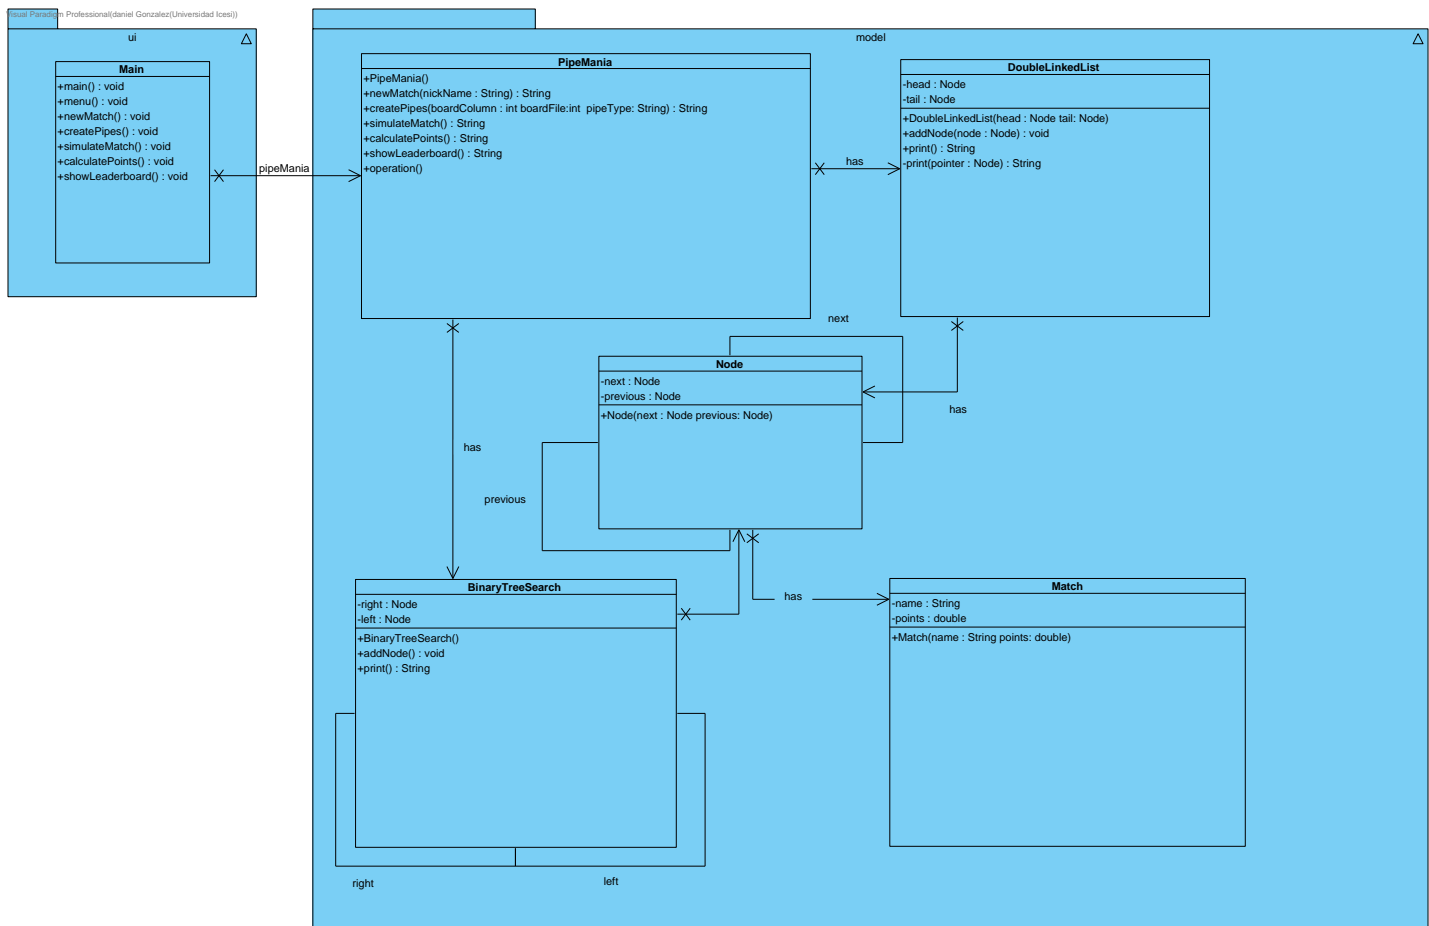 Visual Paradigm Professional(daniel Gonzalez(Universidad Icesi))
ui
Main
+main() : void
+menu() : void
+newMatch() : void
+createPipes() : void
+simulateMatch() : void
+calculatePoints() : void
+showLeaderboard() : void
pipeMania
model
PipeMania
+PipeMania()
+newMatch(nickName : String) : String
+createPipes(boardColumn : int boardFile:int  pipeType: String) : String
+simulateMatch() : String
+calculatePoints() : String
+showLeaderboard() : String
+operation()
has
DoubleLinkedList
-head : Node
-tail : Node
+DoubleLinkedList(head : Node tail: Node)
+addNode(node : Node) : void
+print() : String
-print(pointer : Node) : String
next
Node
-next : Node
-previous : Node
+Node(next : Node previous: Node)
has
has
previous
BinaryTreeSearch
-right : Node
-left : Node
+BinaryTreeSearch()
+addNode() : void
+print() : String
has
Match
-name : String
-points : double
+Match(name : String points: double)
right
left